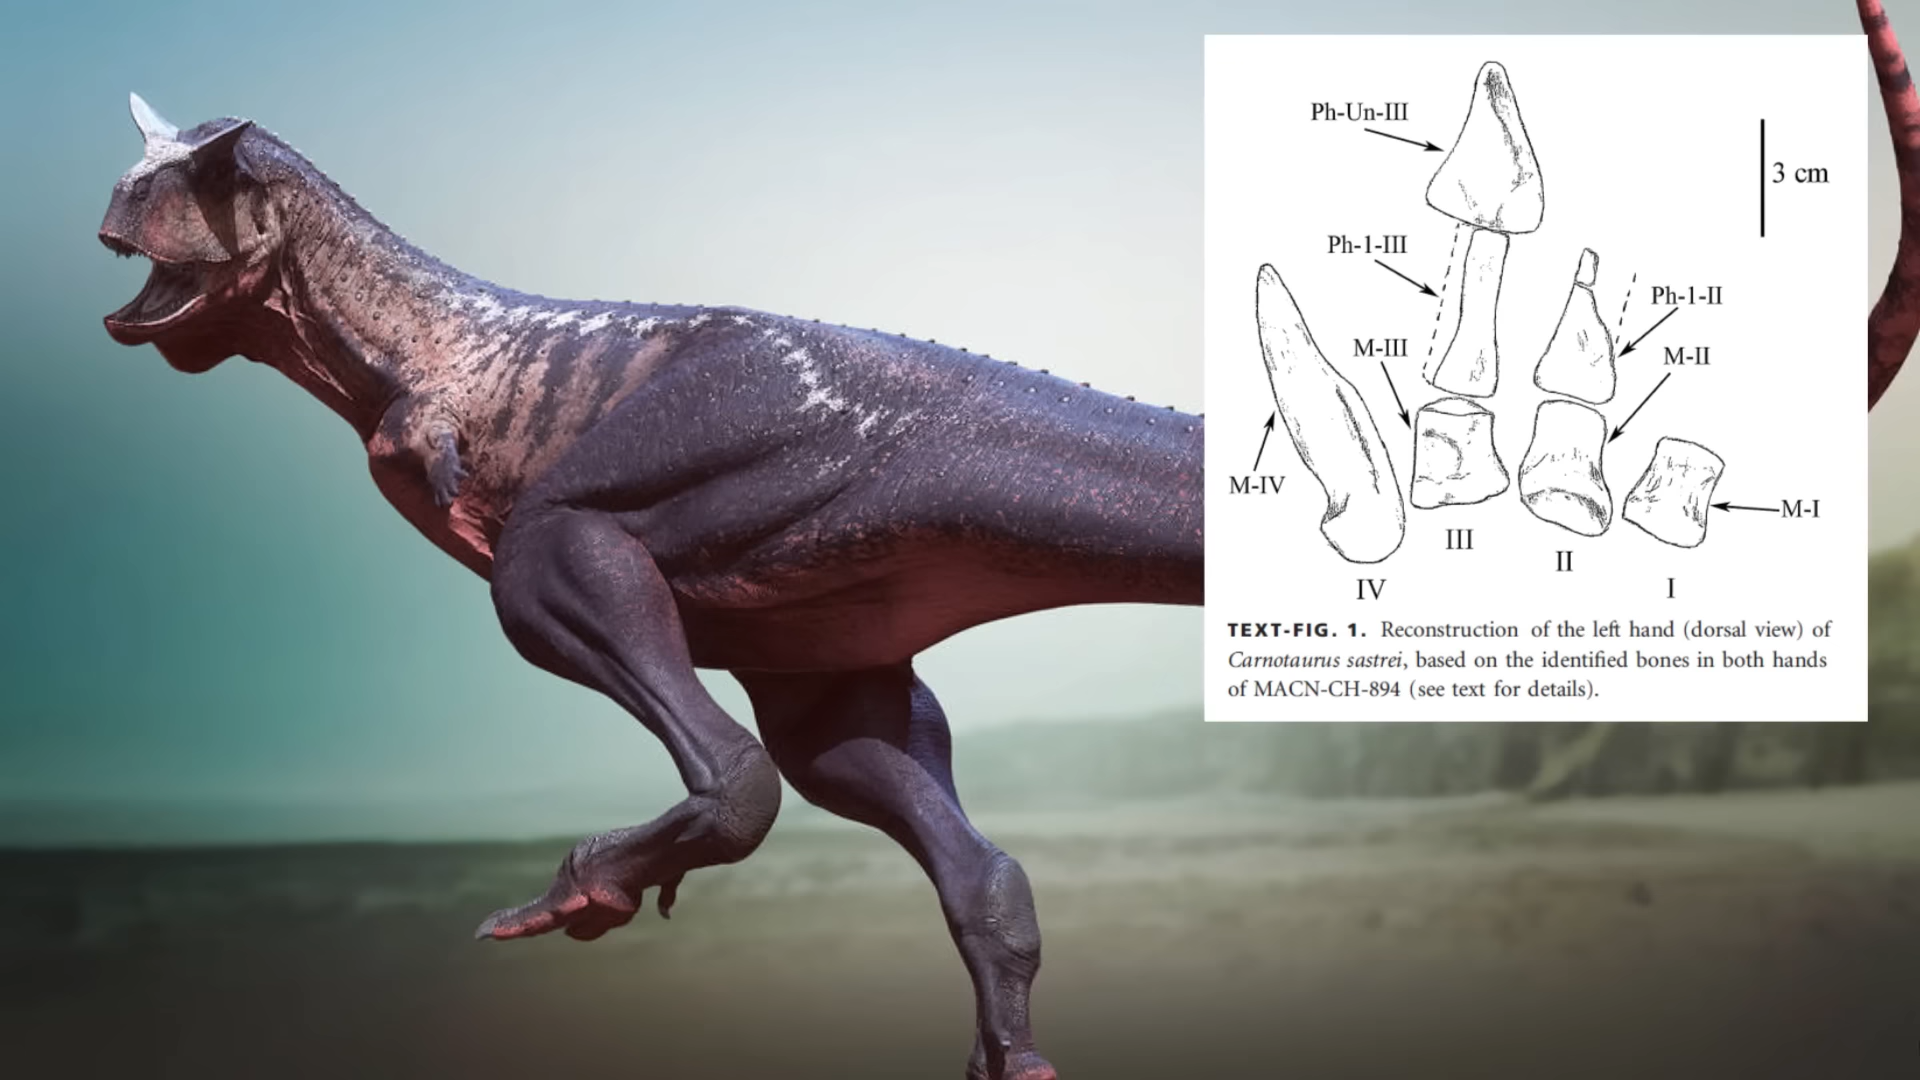 Ph-Un-III
3 cm
Ph-1-III
Ph-1-II
M-III
M-II
M-IV
M-I
III
II
IV
I
TEXT-FIG. 1. Reconstruction of the left hand (dorsal view) of
Carnotaurus sastrei, based on the identified bones in both hands
of MACN-CH-894 (see text for details).